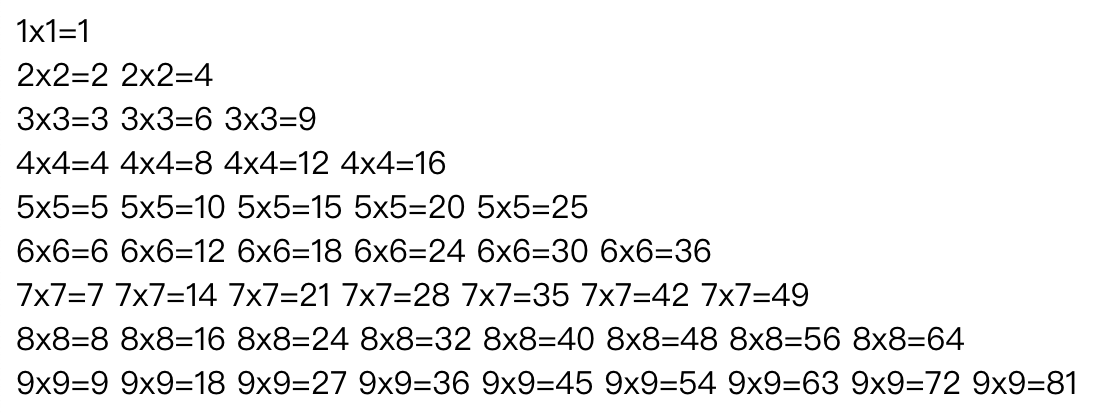 1x1=1
2x2=2 2x2=4
3x3=3 3x3=6 3x3=9
4x4=4 4x4=8 4x4=12 4x4=16
5x5=5 5x5=10 5x5=15 5x5=20 5x5=25
6x6=6 6x6=12 6x6=18 6x6=24 6x6=30 6x6=36
7x7=7 7x7=14 7x7=21 7x7=28 7x7=35 7x7=42 7x7=49
8x8=8 8x8=16 8x8=24 8x8=32 8x8=40 8x8=48 8x8=56 8x8=64
9x9=9 9x9=18 9x9=27 9x9=36 9x9=45 9x9=54 9x9=63 9x9=72 9x9=81